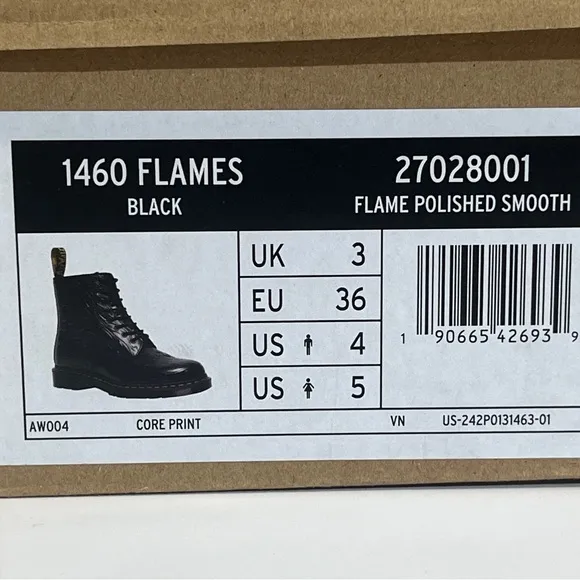 1460 FLAMES
BLACK
27028001
FLAME POLISHED SMOOTH
UK 3
EU 36
US 4
US 5
1 90665 42693 9
AW004 CORE PRINT VN US-242P0131463-01